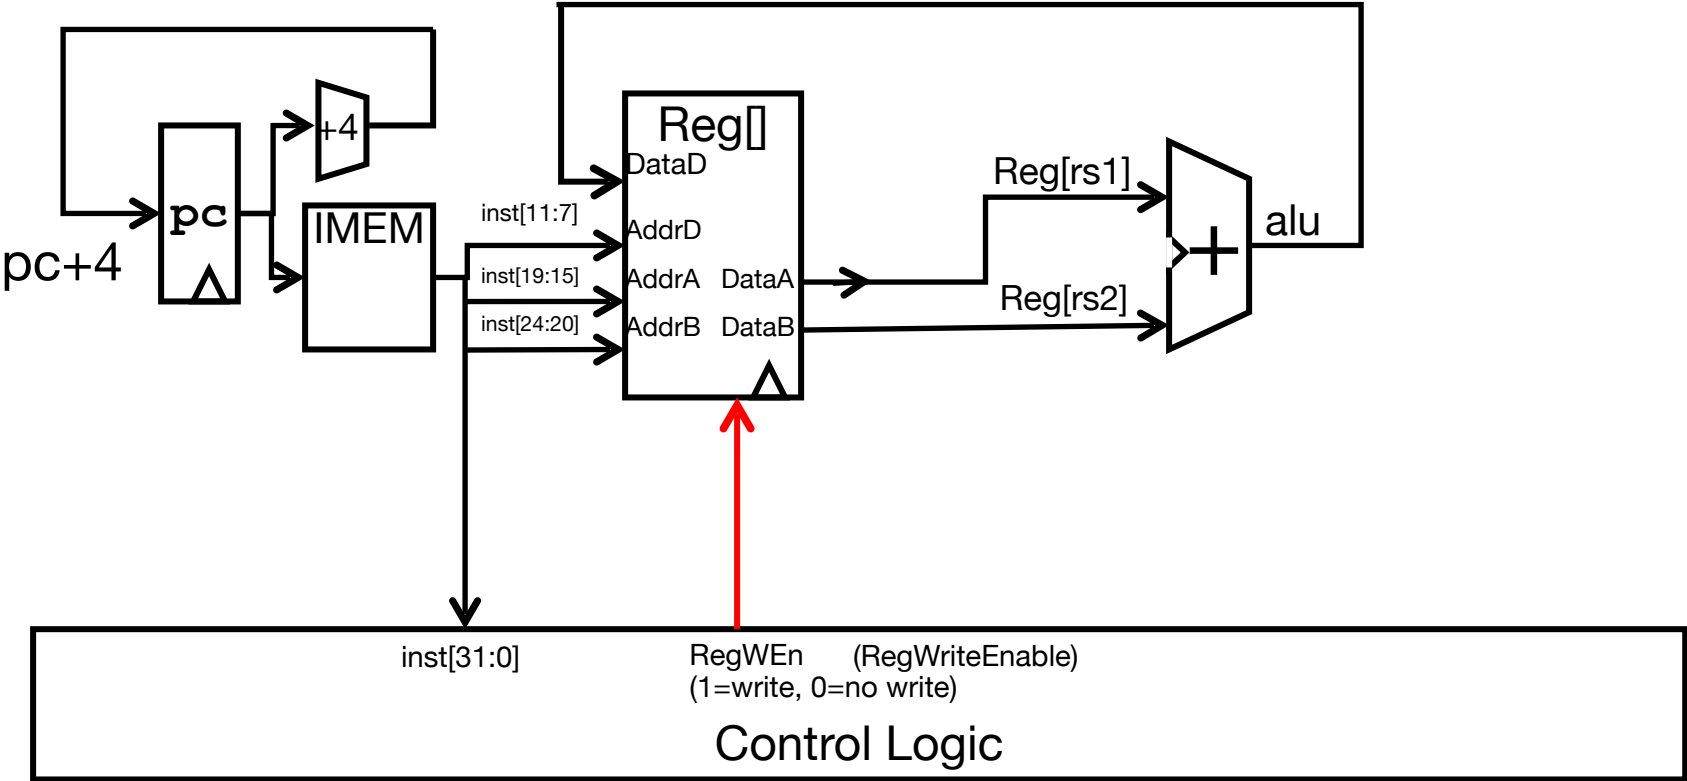 +4
Reg[]
DataD
pc
pc+4
IMEM
inst[11:7]
AddrD
inst[19:15]
AddrA
DataA
inst[24:20]
AddrB
DataB
Reg[rs1]
Reg[rs2]
+
alu
inst[31:0]
RegWEn (RegWriteEnable)
(1=write, 0=no write)
Control Logic